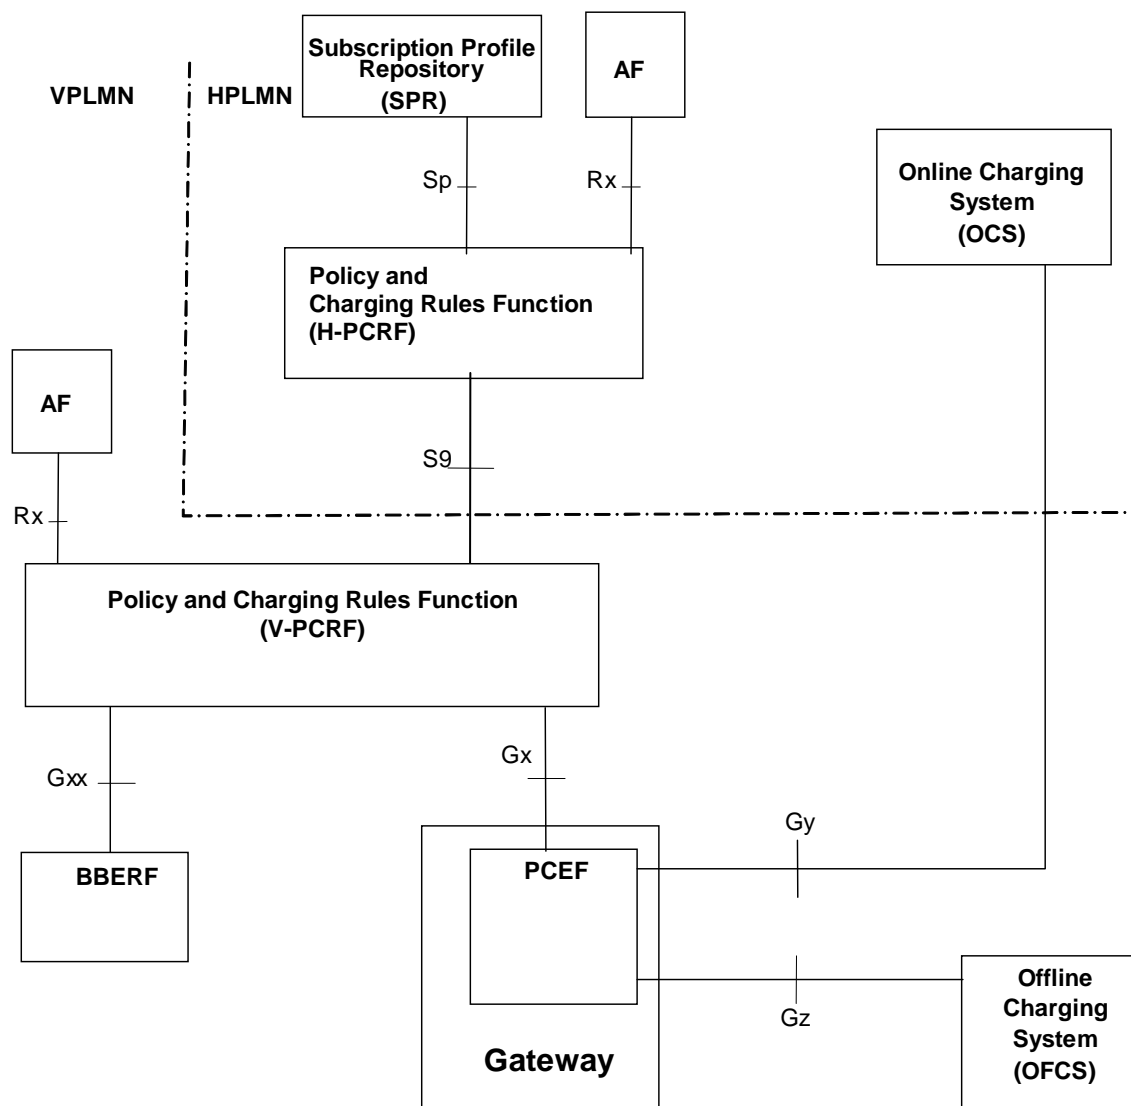 Subscription Profile
Repository
(SPR)
AF
VPLMN
HPLMN
Online Charging
System
(OCS)
Sp
Rx
Policy and
Charging Rules Function
(H-PCRF)
AF
S9
Rx
Policy and Charging Rules Function
(V-PCRF)
Gx
Gxx
Gy
BBERF
PCEF
Offline
Charging
System
(OFCS)
Gz
Gateway